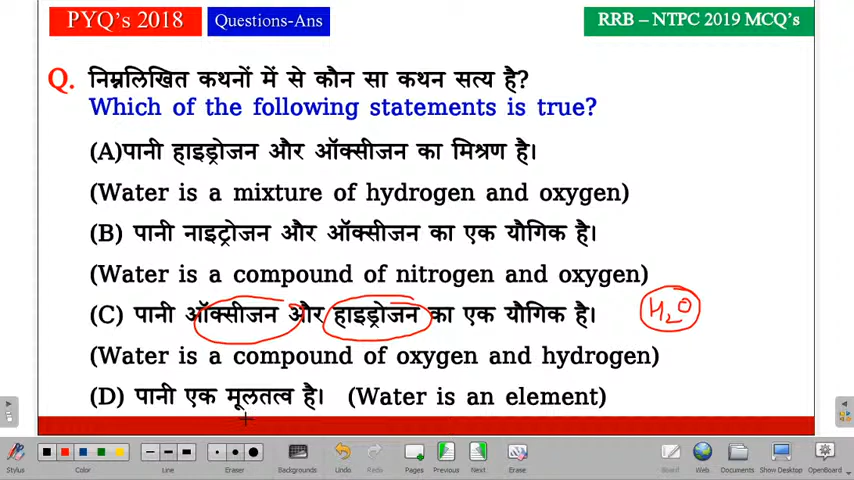 PYQ's 2018 Questions-Ans RRB – NTPC 2019 MCQ's
Q. निम्नलिखित कथनों में से कौन सा कथन सत्य है?
Which of the following statements is true?
(A)पानी हाइड्रोजन और ऑक्सीजन का मिश्रण है।
(Water is a mixture of hydrogen and oxygen)
(B) पानी नाइट्रोजन और ऑक्सीजन का एक यौगिक है।
(Water is a compound of nitrogen and oxygen)
(C) पानी ऑक्सीजन और हाइड्रोजन का एक यौगिक है। H₂O
(Water is a compound of oxygen and hydrogen)
(D) पानी एक मूलतत्व है। (Water is an element)
Stylus Color Line Eraser Backgrounds Undo Redo Pages Previous Next Erase Board Web Documents Show Desktop OpenBoard